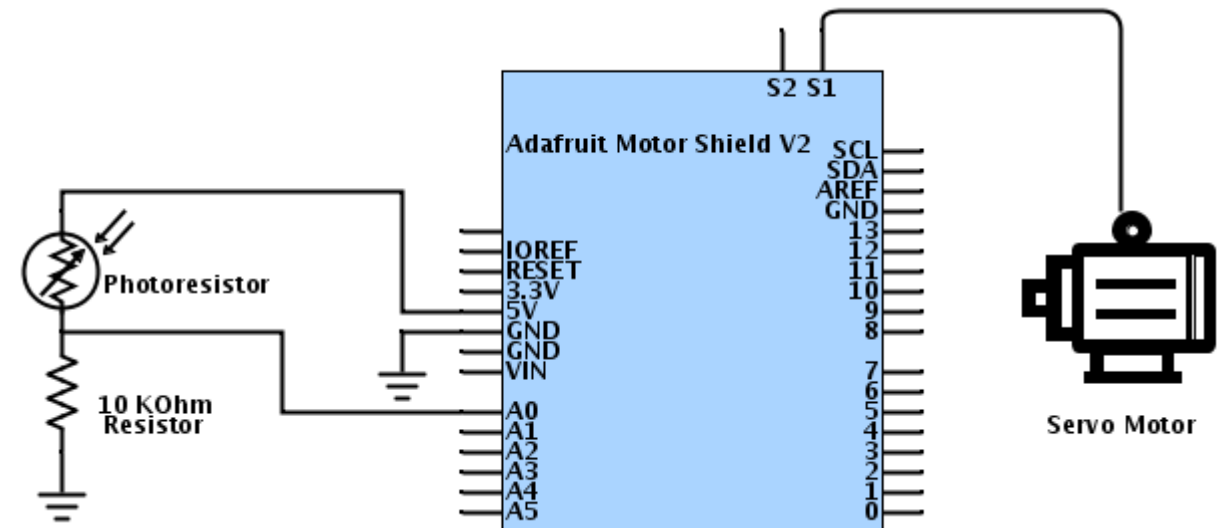 S2 S1
Adafruit Motor Shield V2
SCL
SDA
AREF
GND
13
12
11
10
9
8
7
6
5
4
3
2
1
0
IOREF
RESET
3.3V
5V
GND
GND
VIN
A0
A1
A2
A3
A4
A5
Photoresistor
10 KOhm
Resistor
Servo Motor